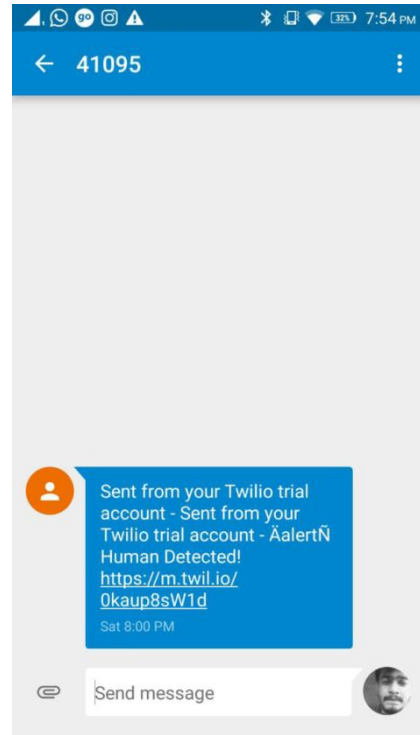 go 32% 7:54 PM
41095
Sent from your Twilio trial
account - Sent from your
Twilio trial account - ÄalertÑ
Human Detected!
https://m.twil.io/
0kaup8sW1d
Sat 8:00 PM
Send message